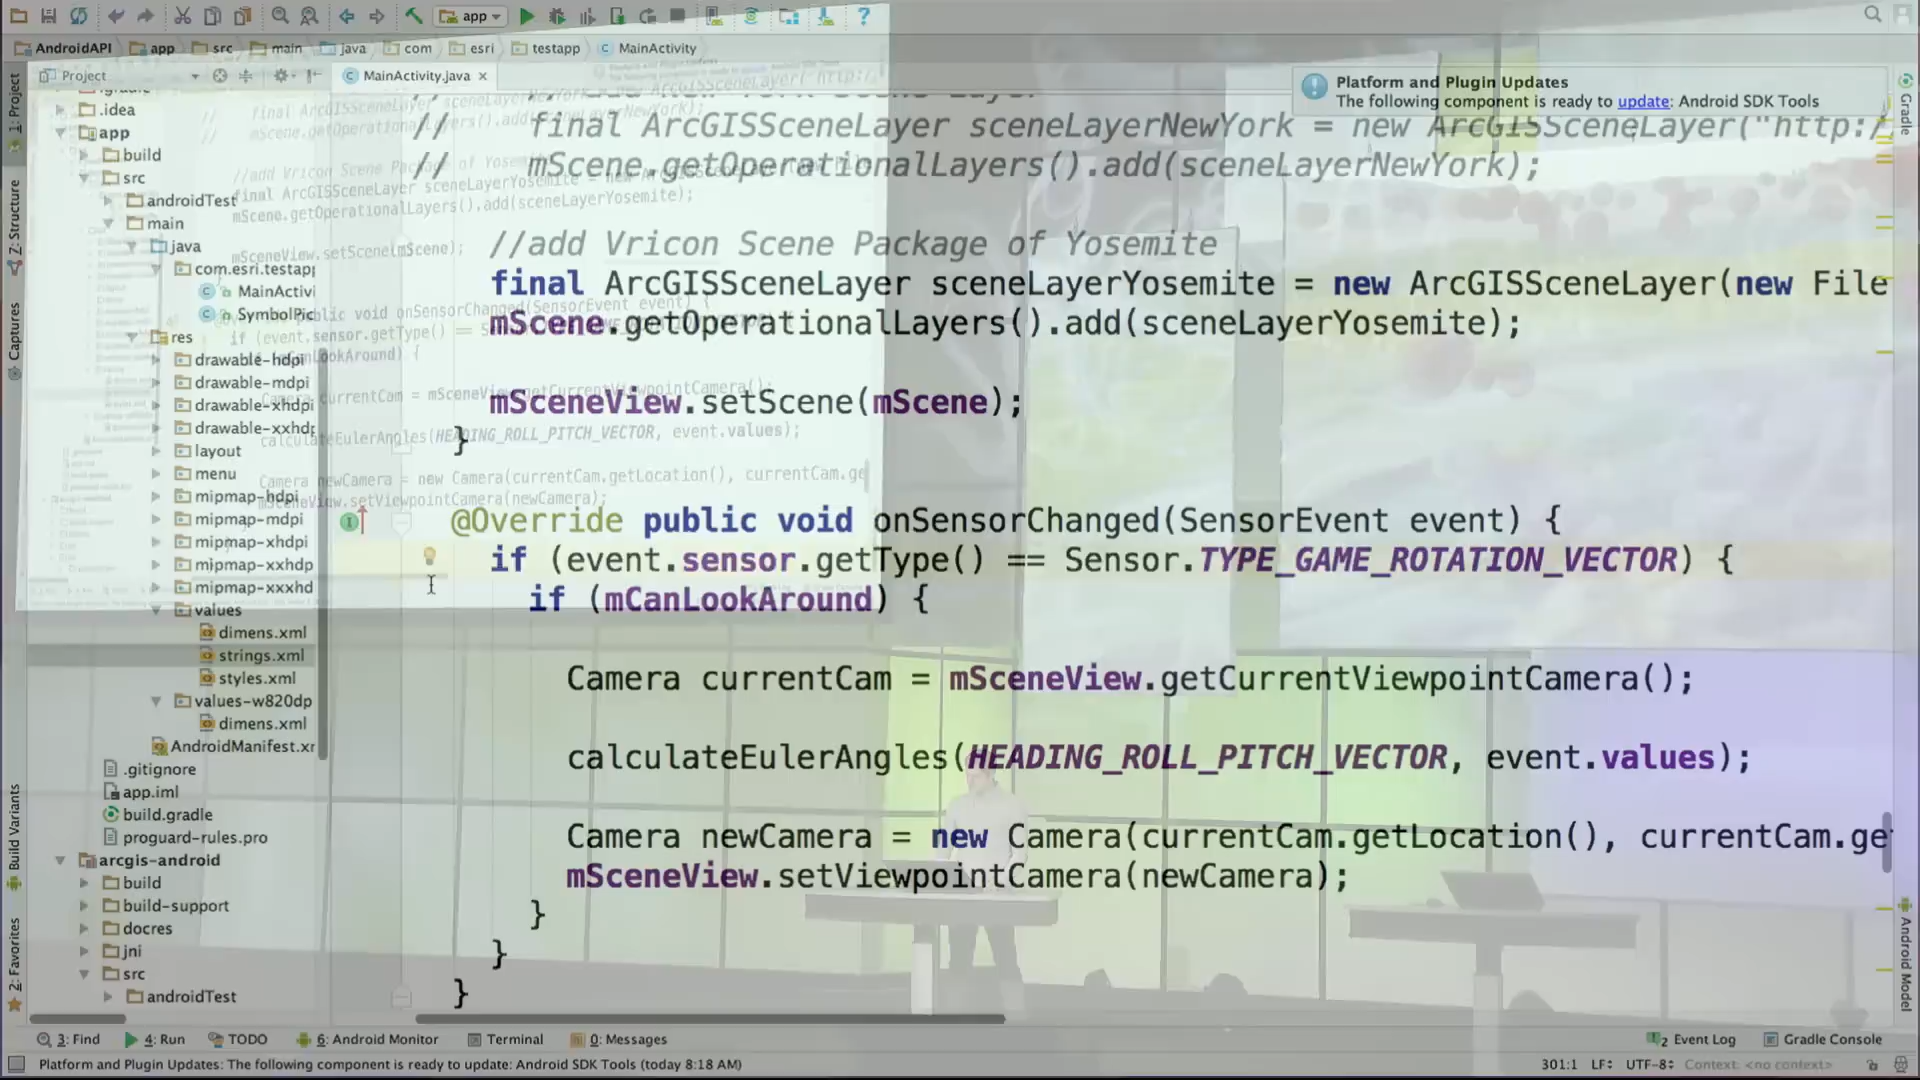 app
AndroidAPI app src main java com esri testapp MainActivity
Project
MainActivity.java
Platform and Plugin Updates
The following component is ready to update: Android SDK Tools
1: Project
Z: Structure
Captures
Build Variants
2: Favorites
Gradle
Android Model
.idea
app
build
src
androidTest
main
java
com.esri.testapp
MainActivi
SymbolPic
res
drawable-hdpi
drawable-mdpi
drawable-xhdpi
drawable-xxhdp
layout
menu
mipmap-hdpi
mipmap-mdpi
mipmap-xhdpi
mipmap-xxhdp
mipmap-xxxhd
values
dimens.xml
strings.xml
styles.xml
values-w820dp
dimens.xml
AndroidManifest.xr
.gitignore
app.iml
build.gradle
proguard-rules.pro
arcgis-android
build
build-support
docres
jni
src
androidTest
// final ArcGISSceneLayer sceneLayerNewYork = new ArcGISSceneLayer("http:/
// mScene.getOperationalLayers().add(sceneLayerNewYork);
//add Vricon Scene Package of Yosemite
final ArcGISSceneLayer sceneLayerYosemite = new ArcGISSceneLayer(new File
mScene.getOperationalLayers().add(sceneLayerYosemite);
mSceneView.setScene(mScene);
}
@Override public void onSensorChanged(SensorEvent event) {
if (event.sensor.getType() == Sensor.TYPE_GAME_ROTATION_VECTOR) {
if (mCanLookAround) {
Camera currentCam = mSceneView.getCurrentViewpointCamera();
calculateEulerAngles(HEADING_ROLL_PITCH_VECTOR, event.values);
Camera newCamera = new Camera(currentCam.getLocation(), currentCam.ge
mSceneView.setViewpointCamera(newCamera);
}
}
}
3: Find 4: Run TODO 6: Android Monitor Terminal 0: Messages 2 Event Log Gradle Console
Platform and Plugin Updates: The following component is ready to update: Android SDK Tools (today 8:18 AM) 301:1 LF: UTF-8: Context: <no context>